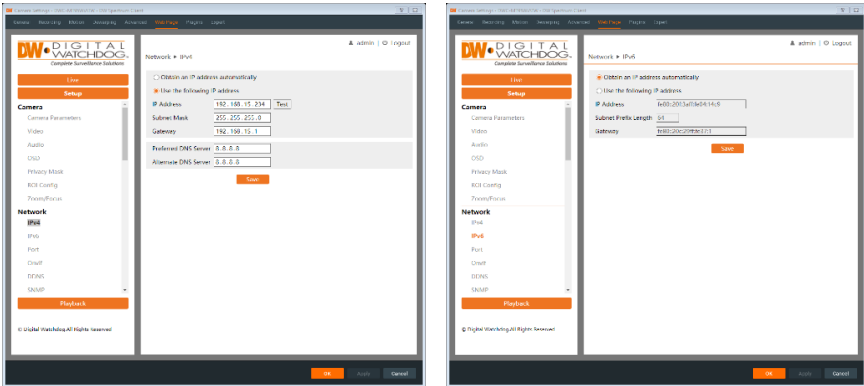 General Recording Motion Dewarping Advanced Web Page Plugins Expert
DW DIGITAL
WATCHDOG
Complete Surveillance Solutions
admin | Logout
Network ▸ IPv4
Live
Setup
Camera
Camera Parameters
Video
Audio
OSD
Privacy Mask
ROI Config
Zoom/Focus
Network
IPv4
IPv6
Port
Onvif
DDNS
SNMP
Playback
© Digital Watchdog.All Rights Reserved
Obtain an IP address automatically
Use the following IP address
IP Address 192.168.15.234 Test
Subnet Mask 255.255.255.0
Gateway 192.168.15.1
Preferred DNS Server 8.8.8.8
Alternate DNS Server 8.8.8.8
Save
OK Apply Cancel
General Recording Motion Dewarping Advanced Web Page Plugins Expert
DW DIGITAL
WATCHDOG
Complete Surveillance Solutions
admin | Logout
Network ▸ IPv6
Live
Setup
Camera
Camera Parameters
Video
Audio
OSD
Privacy Mask
ROI Config
Zoom/Focus
Network
IPv4
IPv6
Port
Onvif
DDNS
SNMP
Playback
© Digital Watchdog.All Rights Reserved
Obtain an IP address automatically
Use the following IP address
IP Address
Subnet Prefix Length 64
Gateway
Save
OK Apply Cancel